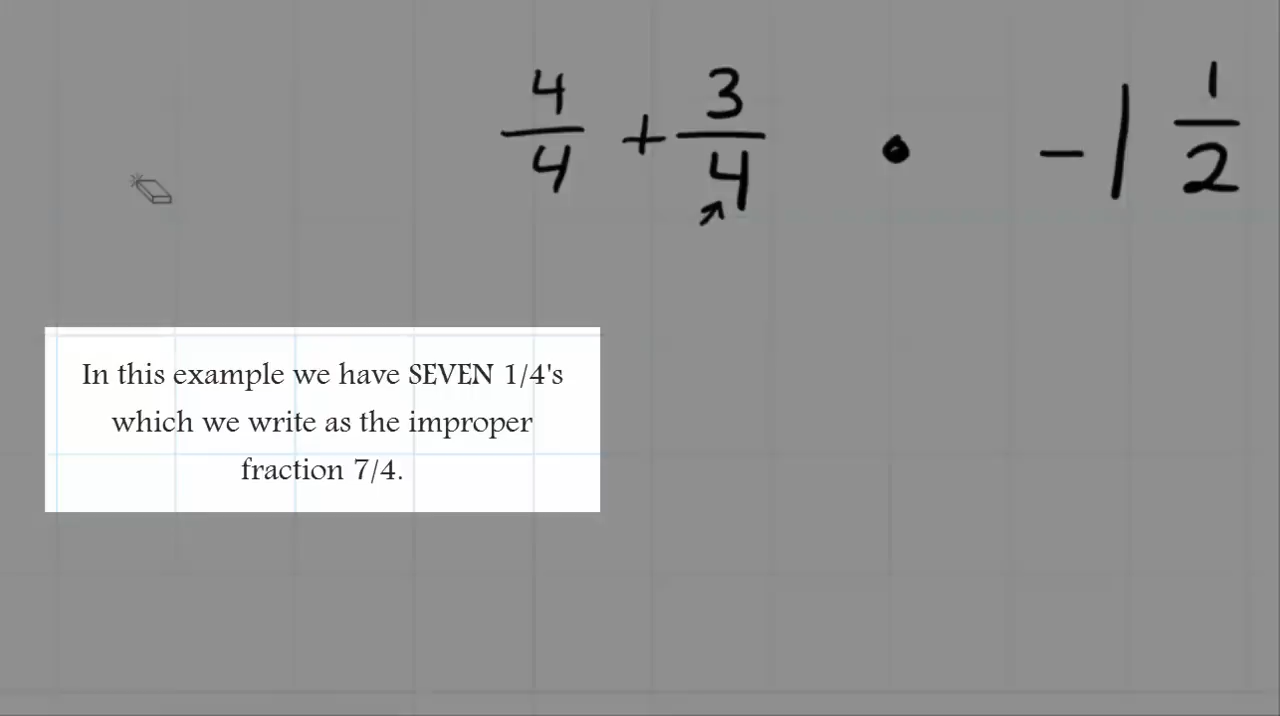 4/4 + 3/4 • -1 1/2
In this example we have SEVEN 1/4's
which we write as the improper
fraction 7/4.